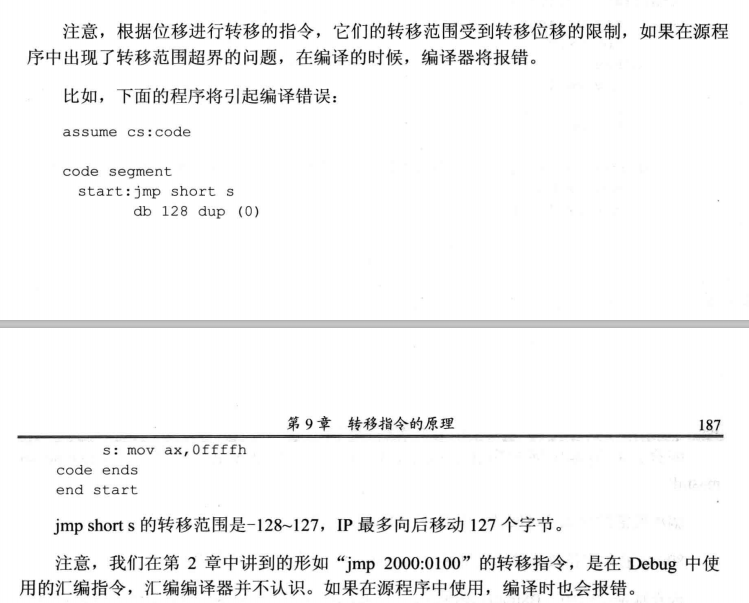 注意，根据位移进行转移的指令，它们的转移范围受到转移位移的限制，如果在源程
序中出现了转移范围超界的问题，在编译的时候，编译器将报错。
比如，下面的程序将引起编译错误：
assume cs:code
code segment
start:jmp short s
db 128 dup (0)
第 9 章 转移指令的原理 187
s: mov ax,0ffffh
code ends
end start
jmp short s 的转移范围是-128~127，IP 最多向后移动 127 个字节。
注意，我们在第 2 章中讲到的形如“jmp 2000:0100”的转移指令，是在 Debug 中使
用的汇编指令，汇编编译器并不认识。如果在源程序中使用，编译时也会报错。